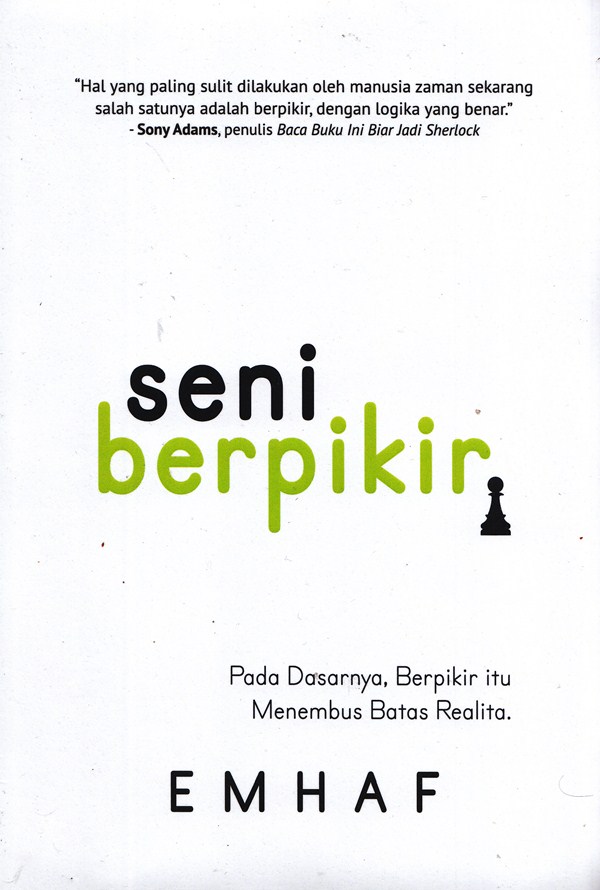 “Hal yang paling sulit dilakukan oleh manusia zaman sekarang
salah satunya adalah berpikir, dengan logika yang benar.”
- Sony Adams, penulis Baca Buku Ini Biar Jadi Sherlock
seni
berpikir
Pada Dasarnya, Berpikir itu
Menembus Batas Realita.
EMHAF